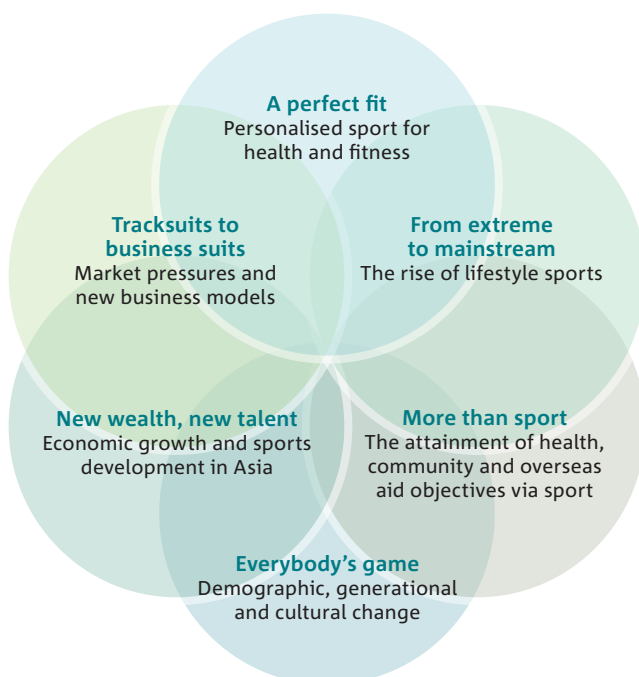 A perfect fit
Personalised sport for
health and fitness
Tracksuits to
business suits
Market pressures and
new business models
From extreme
to mainstream
The rise of lifestyle sports
New wealth, new talent
Economic growth and sports
development in Asia
More than sport
The attainment of health,
community and overseas
aid objectives via sport
Everybody's game
Demographic, generational
and cultural change